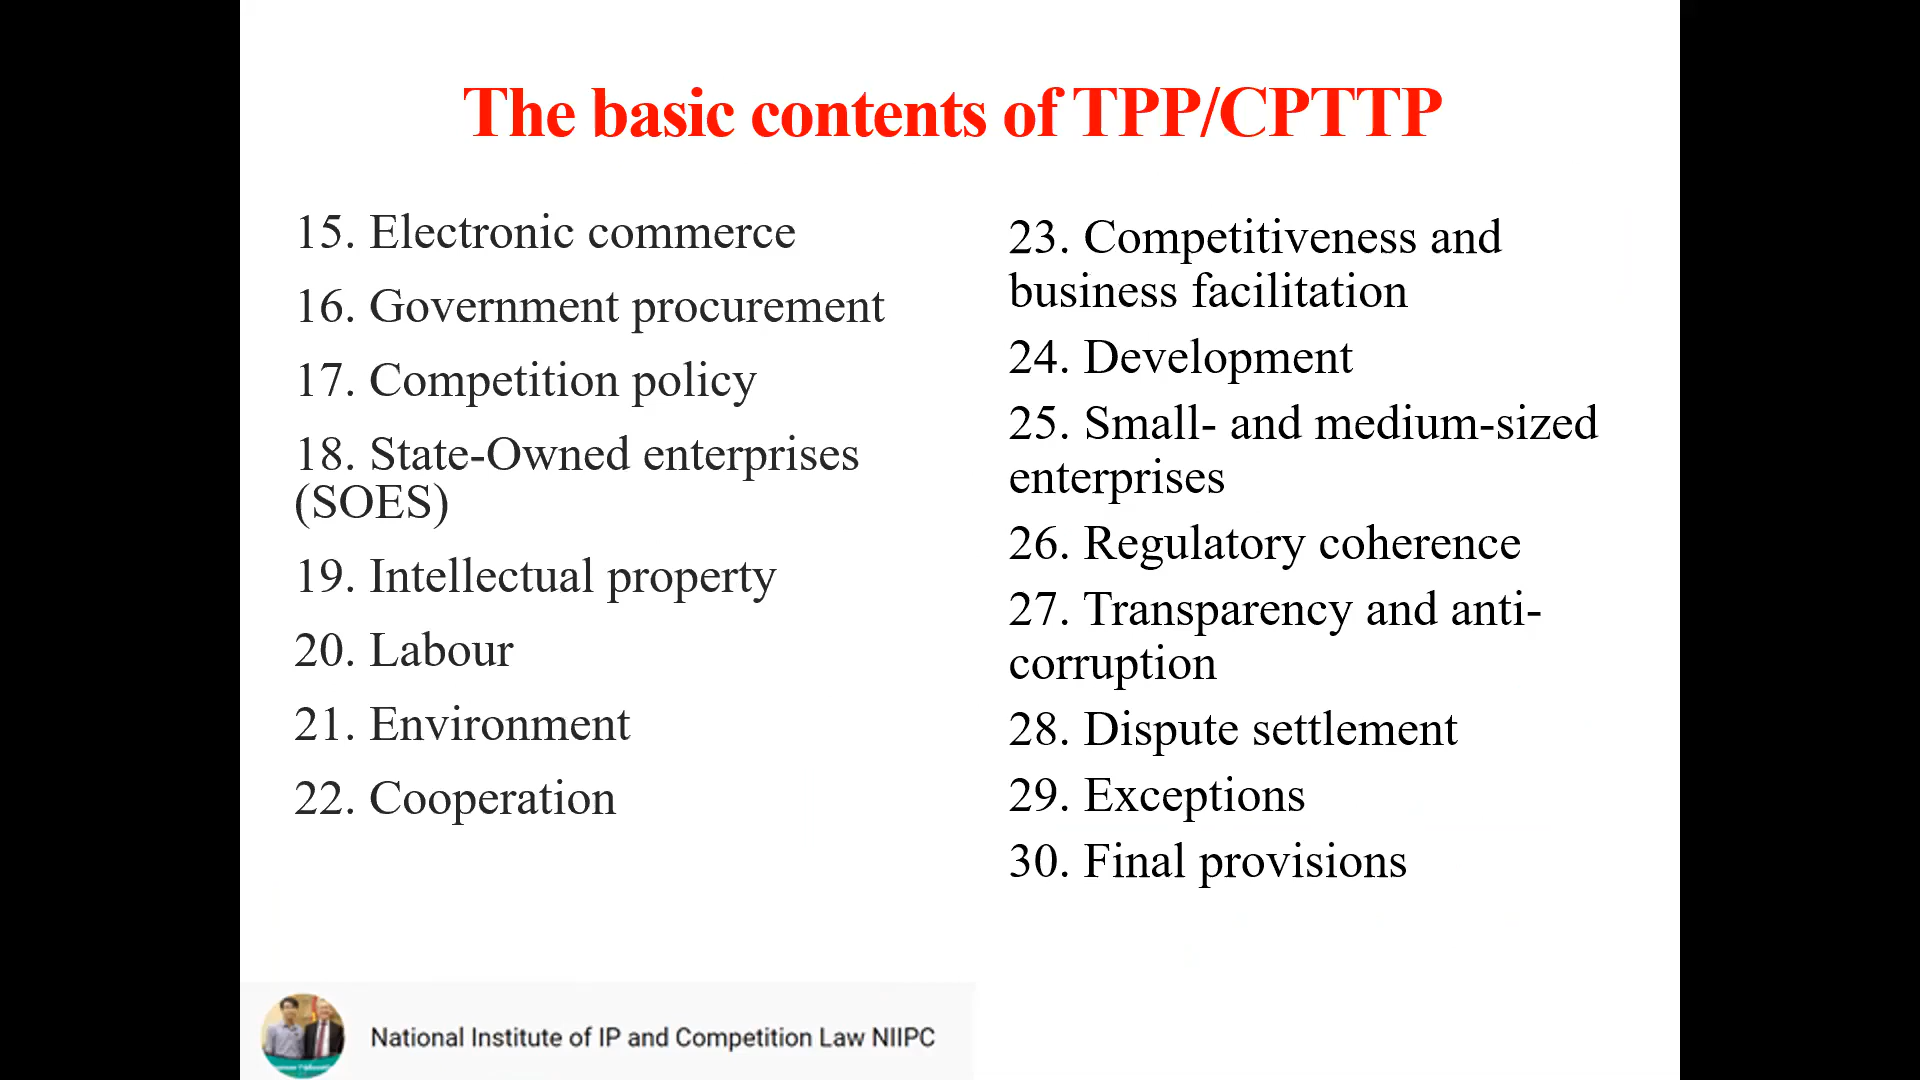 The basic contents of TPP/CPTTP
15. Electronic commerce
16. Government procurement
17. Competition policy
18. State-Owned enterprises
(SOES)
19. Intellectual property
20. Labour
21. Environment
22. Cooperation
23. Competitiveness and
business facilitation
24. Development
25. Small- and medium-sized
enterprises
26. Regulatory coherence
27. Transparency and anti-
corruption
28. Dispute settlement
29. Exceptions
30. Final provisions
National Institute of IP and Competition Law NIIPC